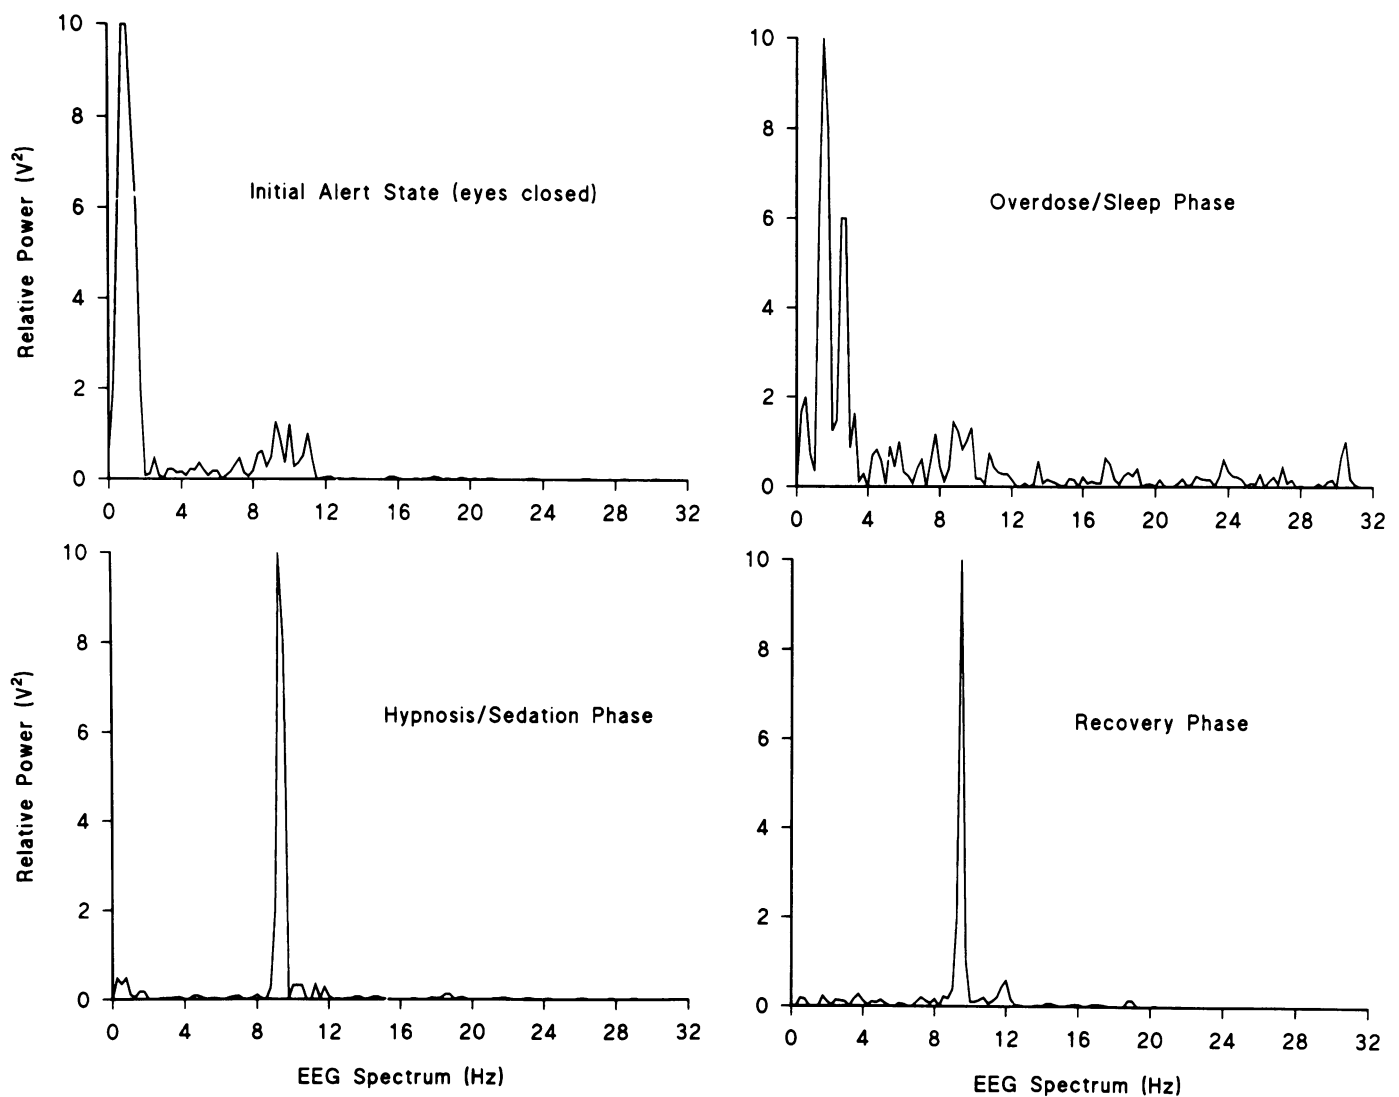 10
8
6
4
2
0
Relative Power (V²)
Initial Alert State (eyes closed)
0 4 8 12 16 20 24 28 32
10
8
6
4
2
0
Overdose/Sleep Phase
0 4 8 12 16 20 24 28 32
10
8
6
4
2
0
Relative Power (V²)
Hypnosis/Sedation Phase
0 4 8 12 16 20 24 28 32
EEG Spectrum (Hz)
10
8
6
4
2
0
Recovery Phase
0 4 8 12 16 20 24 28 32
EEG Spectrum (Hz)